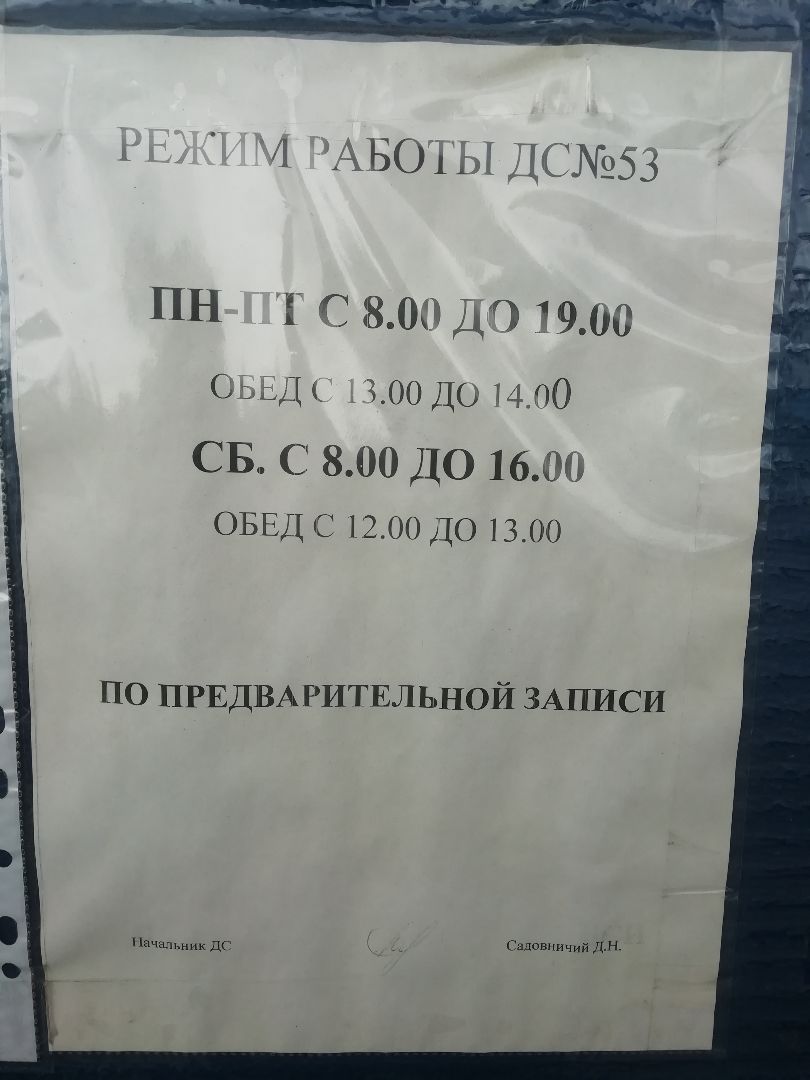 РЕЖИМ РАБОТЫ ДС№53
ПН-ПТ С 8.00 ДО 19.00
ОБЕД С 13.00 ДО 14.00
СБ. С 8.00 ДО 16.00
ОБЕД С 12.00 ДО 13.00
ПО ПРЕДВАРИТЕЛЬНОЙ ЗАПИСИ
Начальник ДС Садовничий Д.Н.